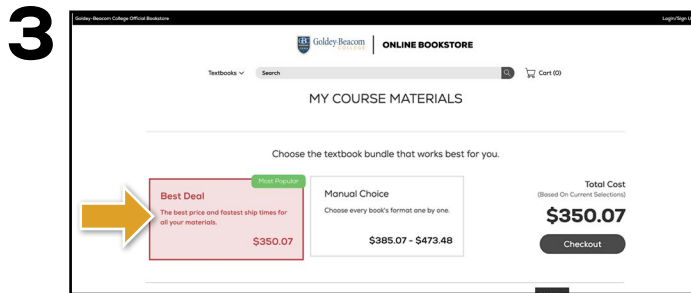 3
Goldey-Beacom College Official Bookstore
Login/Sign U
GBC Goldey-Beacom COLLEGE ONLINE BOOKSTORE
Textbooks Search Cart (0)
MY COURSE MATERIALS
Choose the textbook bundle that works best for you.
Most Popular
Best Deal
The best price and fastest ship times for
all your materials.
$350.07
Manual Choice
Choose every book's format one by one.
$385.07 - $473.48
Total Cost
(Based On Current Selections)
$350.07
Checkout